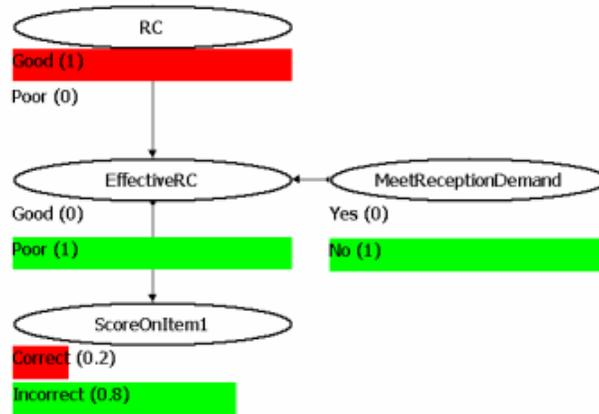 RC
Good (1)
Poor (0)
EffectiveRC
MeetReceptionDemand
Good (0)
Yes (0)
Poor (1)
No (1)
ScoreOnItem1
Correct (0.2)
Incorrect (0.8)